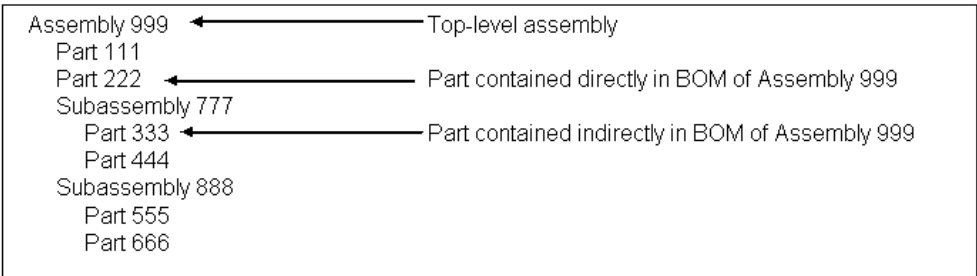 Assembly 999 Top-level assembly
Part 111
Part 222 Part contained directly in BOM of Assembly 999
Subassembly 777
Part 333 Part contained indirectly in BOM of Assembly 999
Part 444
Subassembly 888
Part 555
Part 666